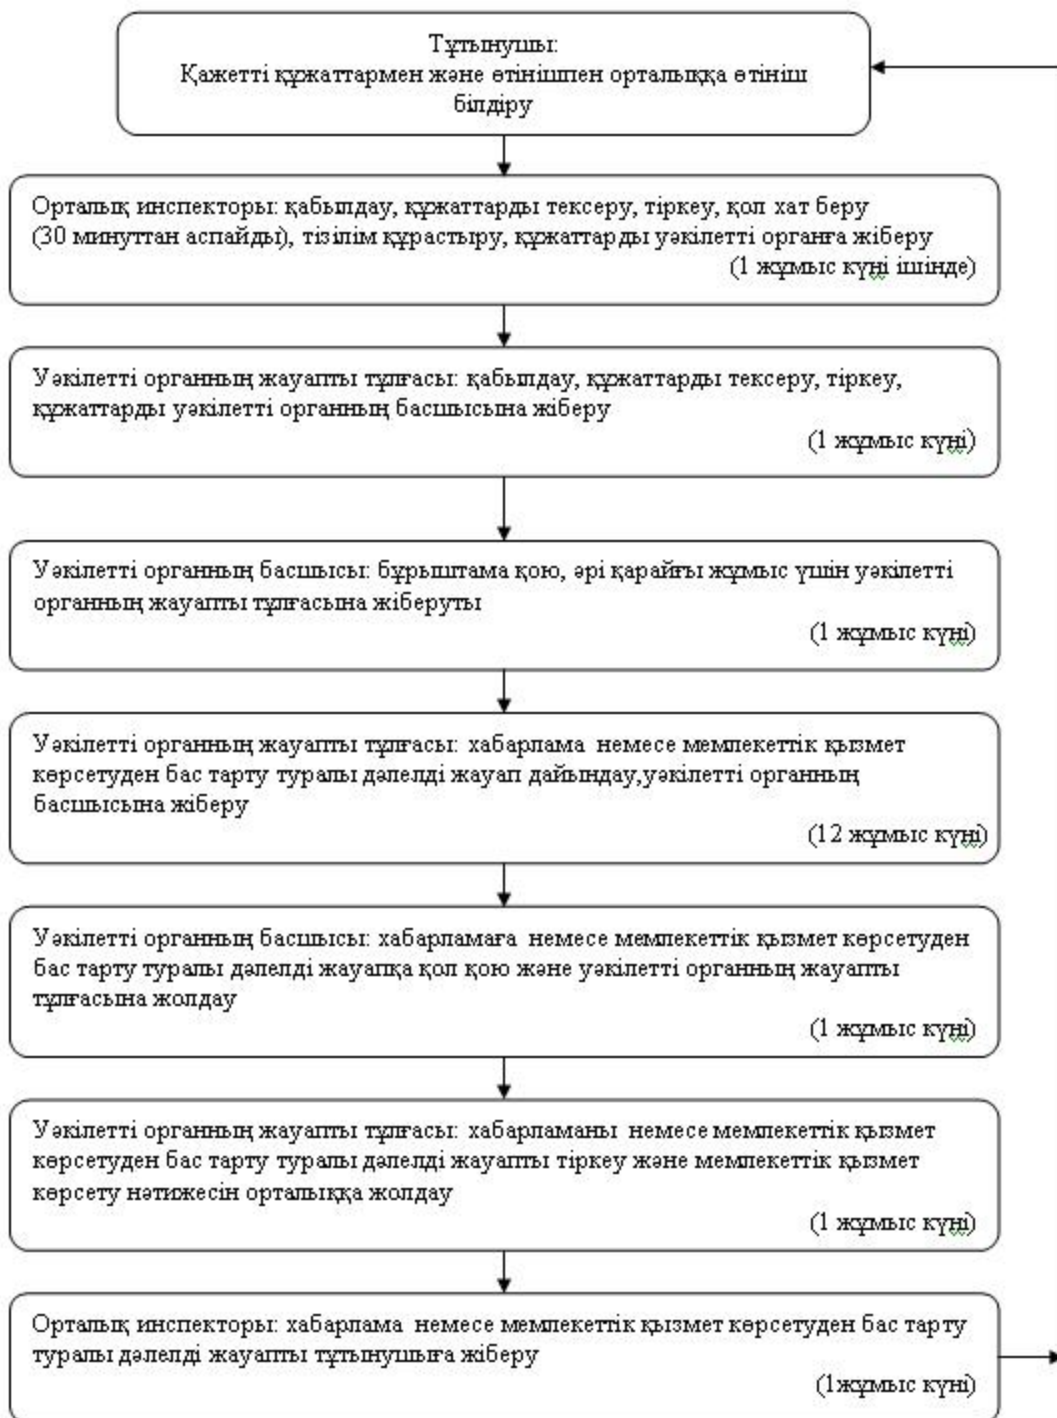 Тұтынушы:
Қажетті құжаттармен және өтінішпен орталыққа өтініш
білдіру
Орталық инспекторы: қабылдау, құжаттарды тексеру, тіркеу, қол хат беру
(30 минуттан аспайды), тізілім құрастыру, құжаттарды уәкілетті органға жіберу
(1 жұмыс күні ішінде)
Уәкілетті органның жауапты тұлғасы: қабылдау, құжаттарды тексеру, тіркеу,
құжаттарды уәкілетті органның басшысына жіберу
(1 жұмыс күні)
Уәкілетті органның басшысы: бұрыштама қою, әрі қарайғы жұмыс үшін уәкілетті
органның жауапты тұлғасына жіберуты
(1 жұмыс күні)
Уәкілетті органның жауапты тұлғасы: хабарлама немесе мемлекеттік қызмет
көрсетуден бас тарту туралы дәлелді жауап дайындау,уәкілетті органның
басшысына жіберу
(12 жұмыс күні)
Уәкілетті органның басшысы: хабарламаға немесе мемлекеттік қызмет көрсетуден
бас тарту туралы дәлелді жауапқа қол қою және уәкілетті органның жауапты
тұлғасына жолдау
(1 жұмыс күні)
Уәкілетті органның жауапты тұлғасы: хабарламаны немесе мемлекеттік қызмет
көрсетуден бас тарту туралы дәлелді жауапты тіркеу және мемлекеттік қызмет
көрсету нәтижесін орталыққа жолдау
(1 жұмыс күні)
Орталық инспекторы: хабарлама немесе мемлекеттік қызмет көрсетуден бас тарту
туралы дәлелді жауапты тұтынушыға жіберу
(1жұмыс күні)